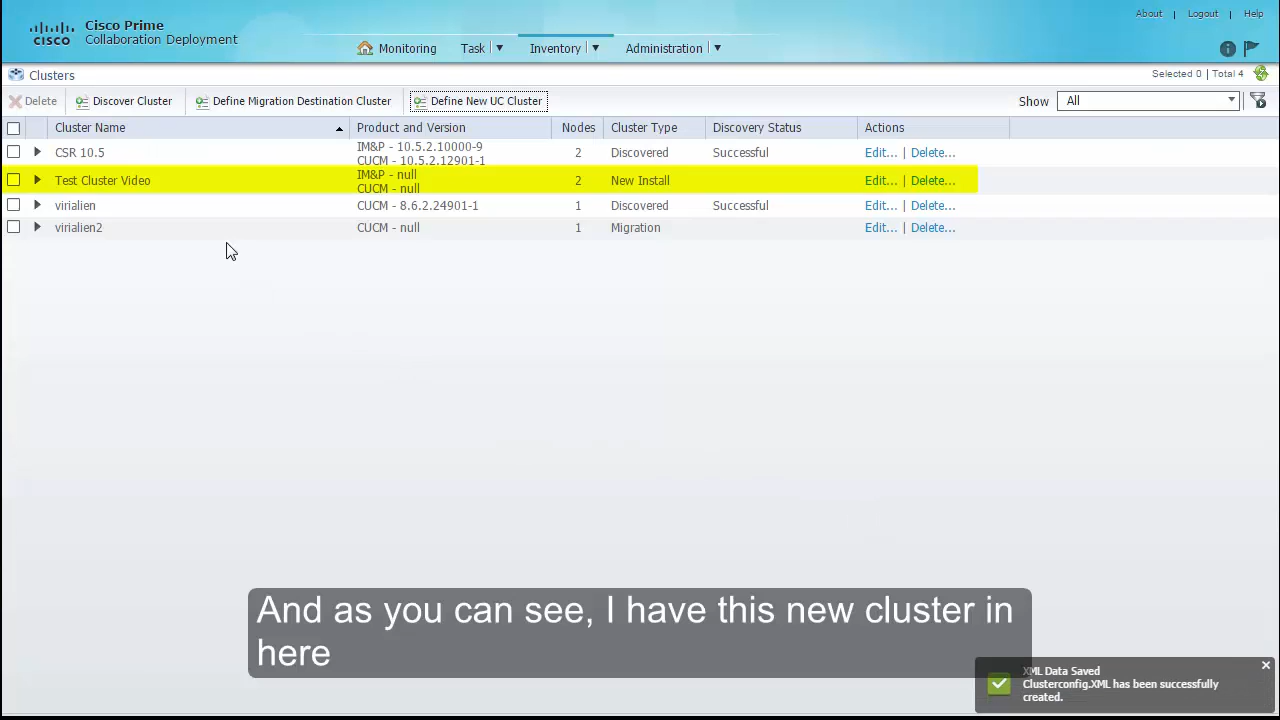 About | Logout | Help
Cisco Prime
Collaboration Deployment
CISCO
Monitoring Task Inventory Administration
Clusters
Selected 0 | Total 4
Delete Discover Cluster Define Migration Destination Cluster Define New UC Cluster Show All
Cluster Name Product and Version Nodes Cluster Type Discovery Status Actions
CSR 10.5 IM&P - 10.5.2.10000-9 2 Discovered Successful Edit... | Delete...
CUCM - 10.5.2.12901-1
Test Cluster Video IM&P - null 2 New Install Edit... | Delete...
CUCM - null
virialien CUCM - 8.6.2.24901-1 1 Discovered Successful Edit... | Delete...
virialien2 CUCM - null 1 Migration Edit... | Delete...
And as you can see, I have this new cluster in
here
XML Data Saved
Clusterconfig.XML has been successfully
created.